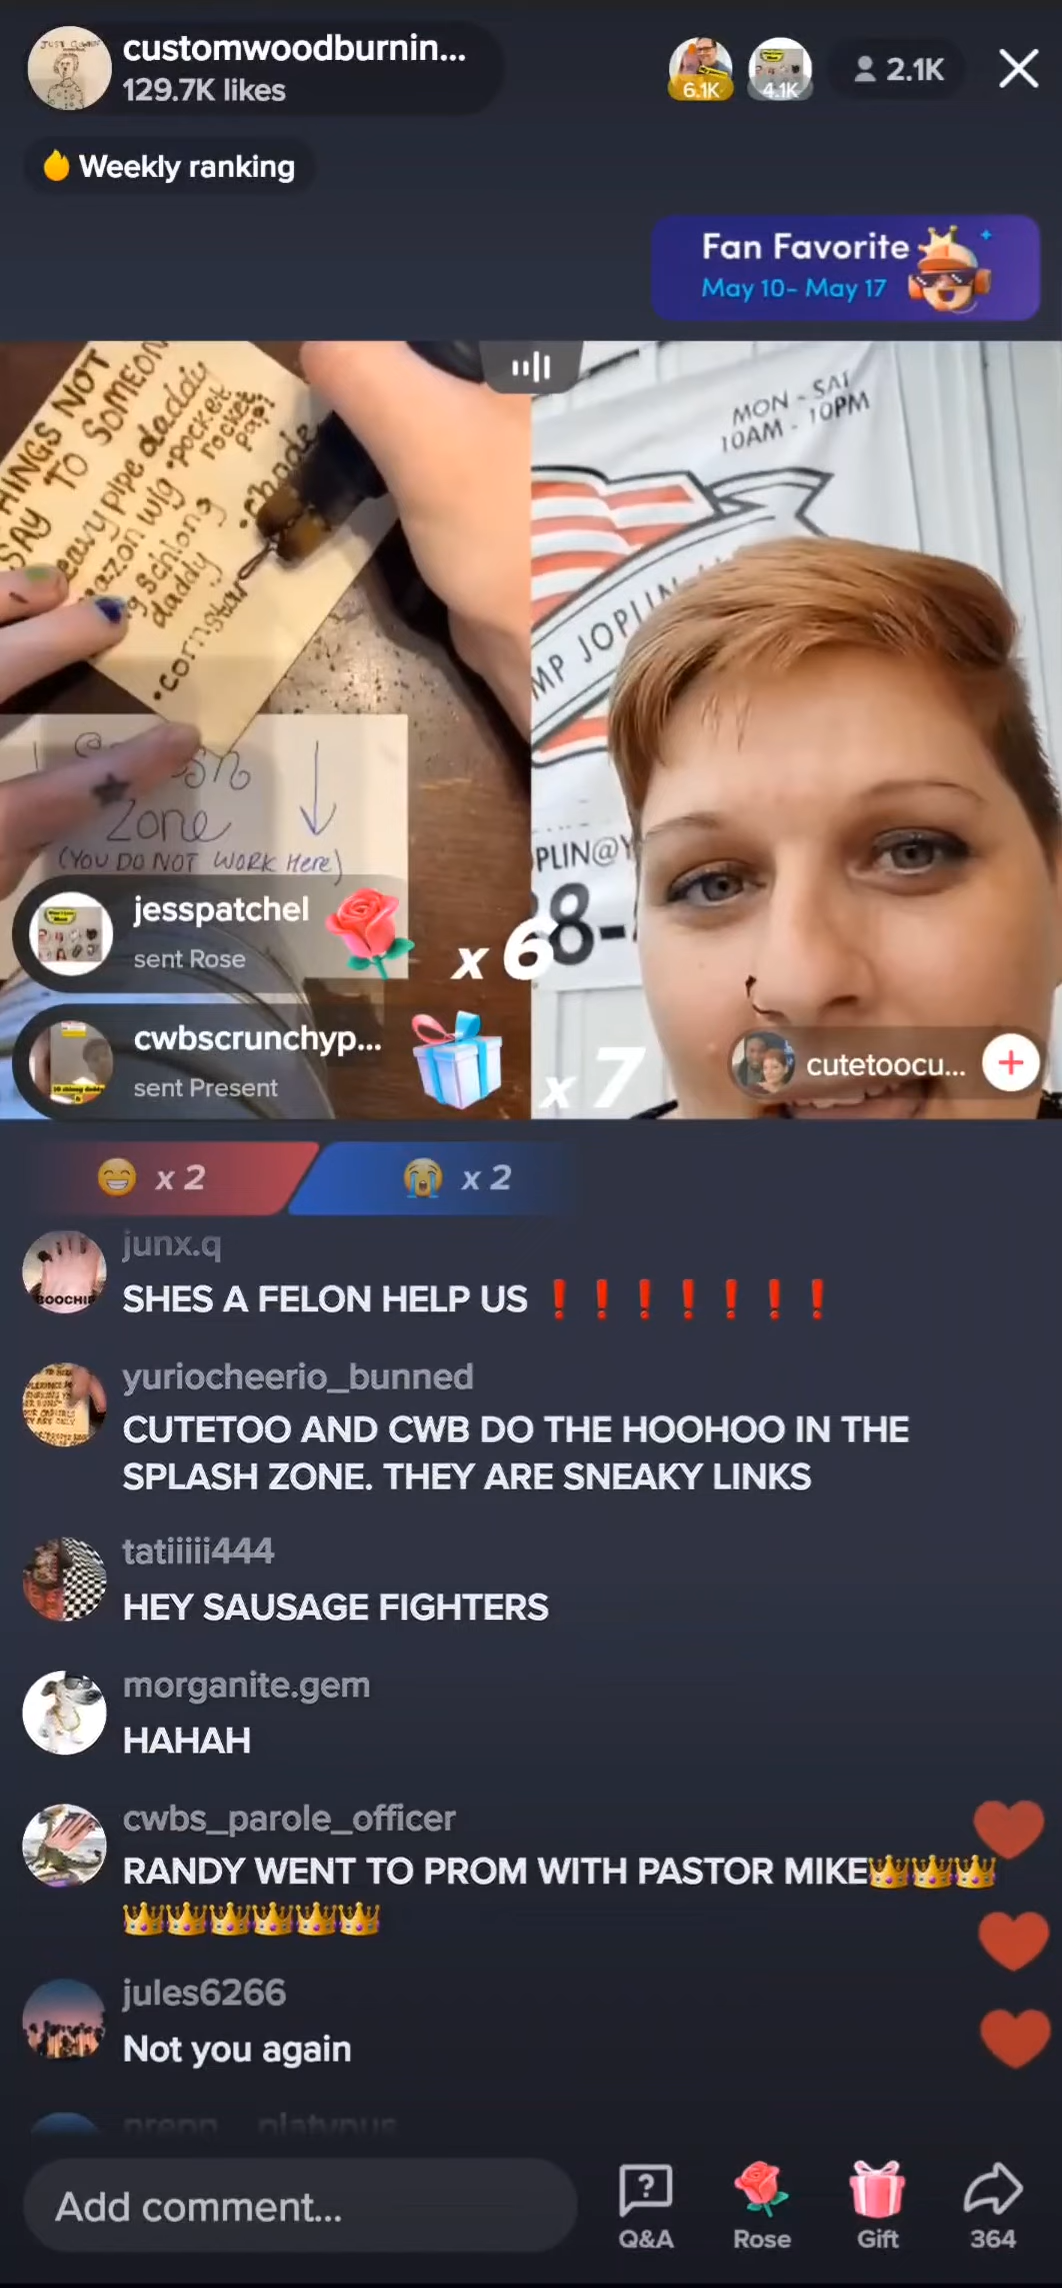 customwoodburnin...
129.7K likes
6.1K
4.1K
2.1K
Weekly ranking
Fan Favorite
May 10- May 17
THINGS NOT
SAY TO SOMEON
eavy pipe daddy
mazon wig • pocket
rocket
pap!
g schlong
daddy
• chode
• cornstar
MON - SAT
10AM - 10PM
MP JOPLIN
PLIN@Y
8-
Zone
(YOU DO NOT WORK Here)
jesspatchel
sent Rose
x 6
cwbscrunchyp...
sent Present
x 7
cutetoocu...
x 2
x 2
junx.q
SHES A FELON HELP US ❗❗❗❗❗❗❗
yuriocheerio_bunned
CUTETOO AND CWB DO THE HOOHOO IN THE
SPLASH ZONE. THEY ARE SNEAKY LINKS
tatiiiii444
HEY SAUSAGE FIGHTERS
morganite.gem
HAHAH
cwbs_parole_officer
RANDY WENT TO PROM WITH PASTOR MIKE👑👑👑
👑👑👑👑👑👑
jules6266
Not you again
Add comment...
Q&A
Rose
Gift
364